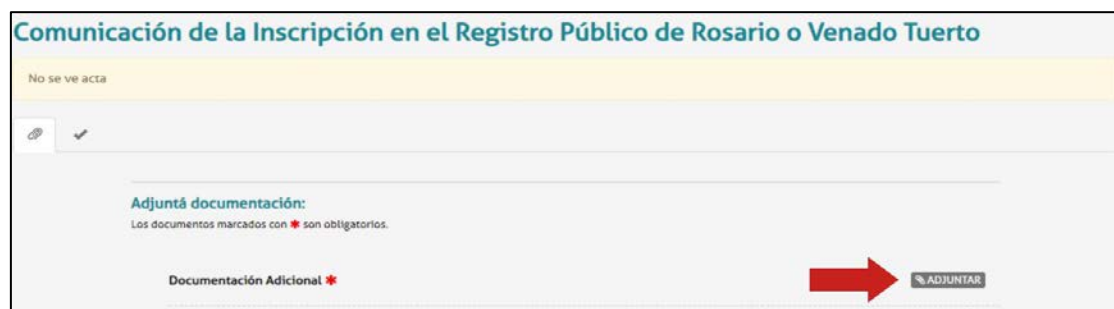 Comunicación de la Inscripción en el Registro Público de Rosario o Venado Tuerto
No se ve acta
Adjuntá documentación:
Los documentos marcados con * son obligatorios.
Documentación Adicional *
ADJUNTAR